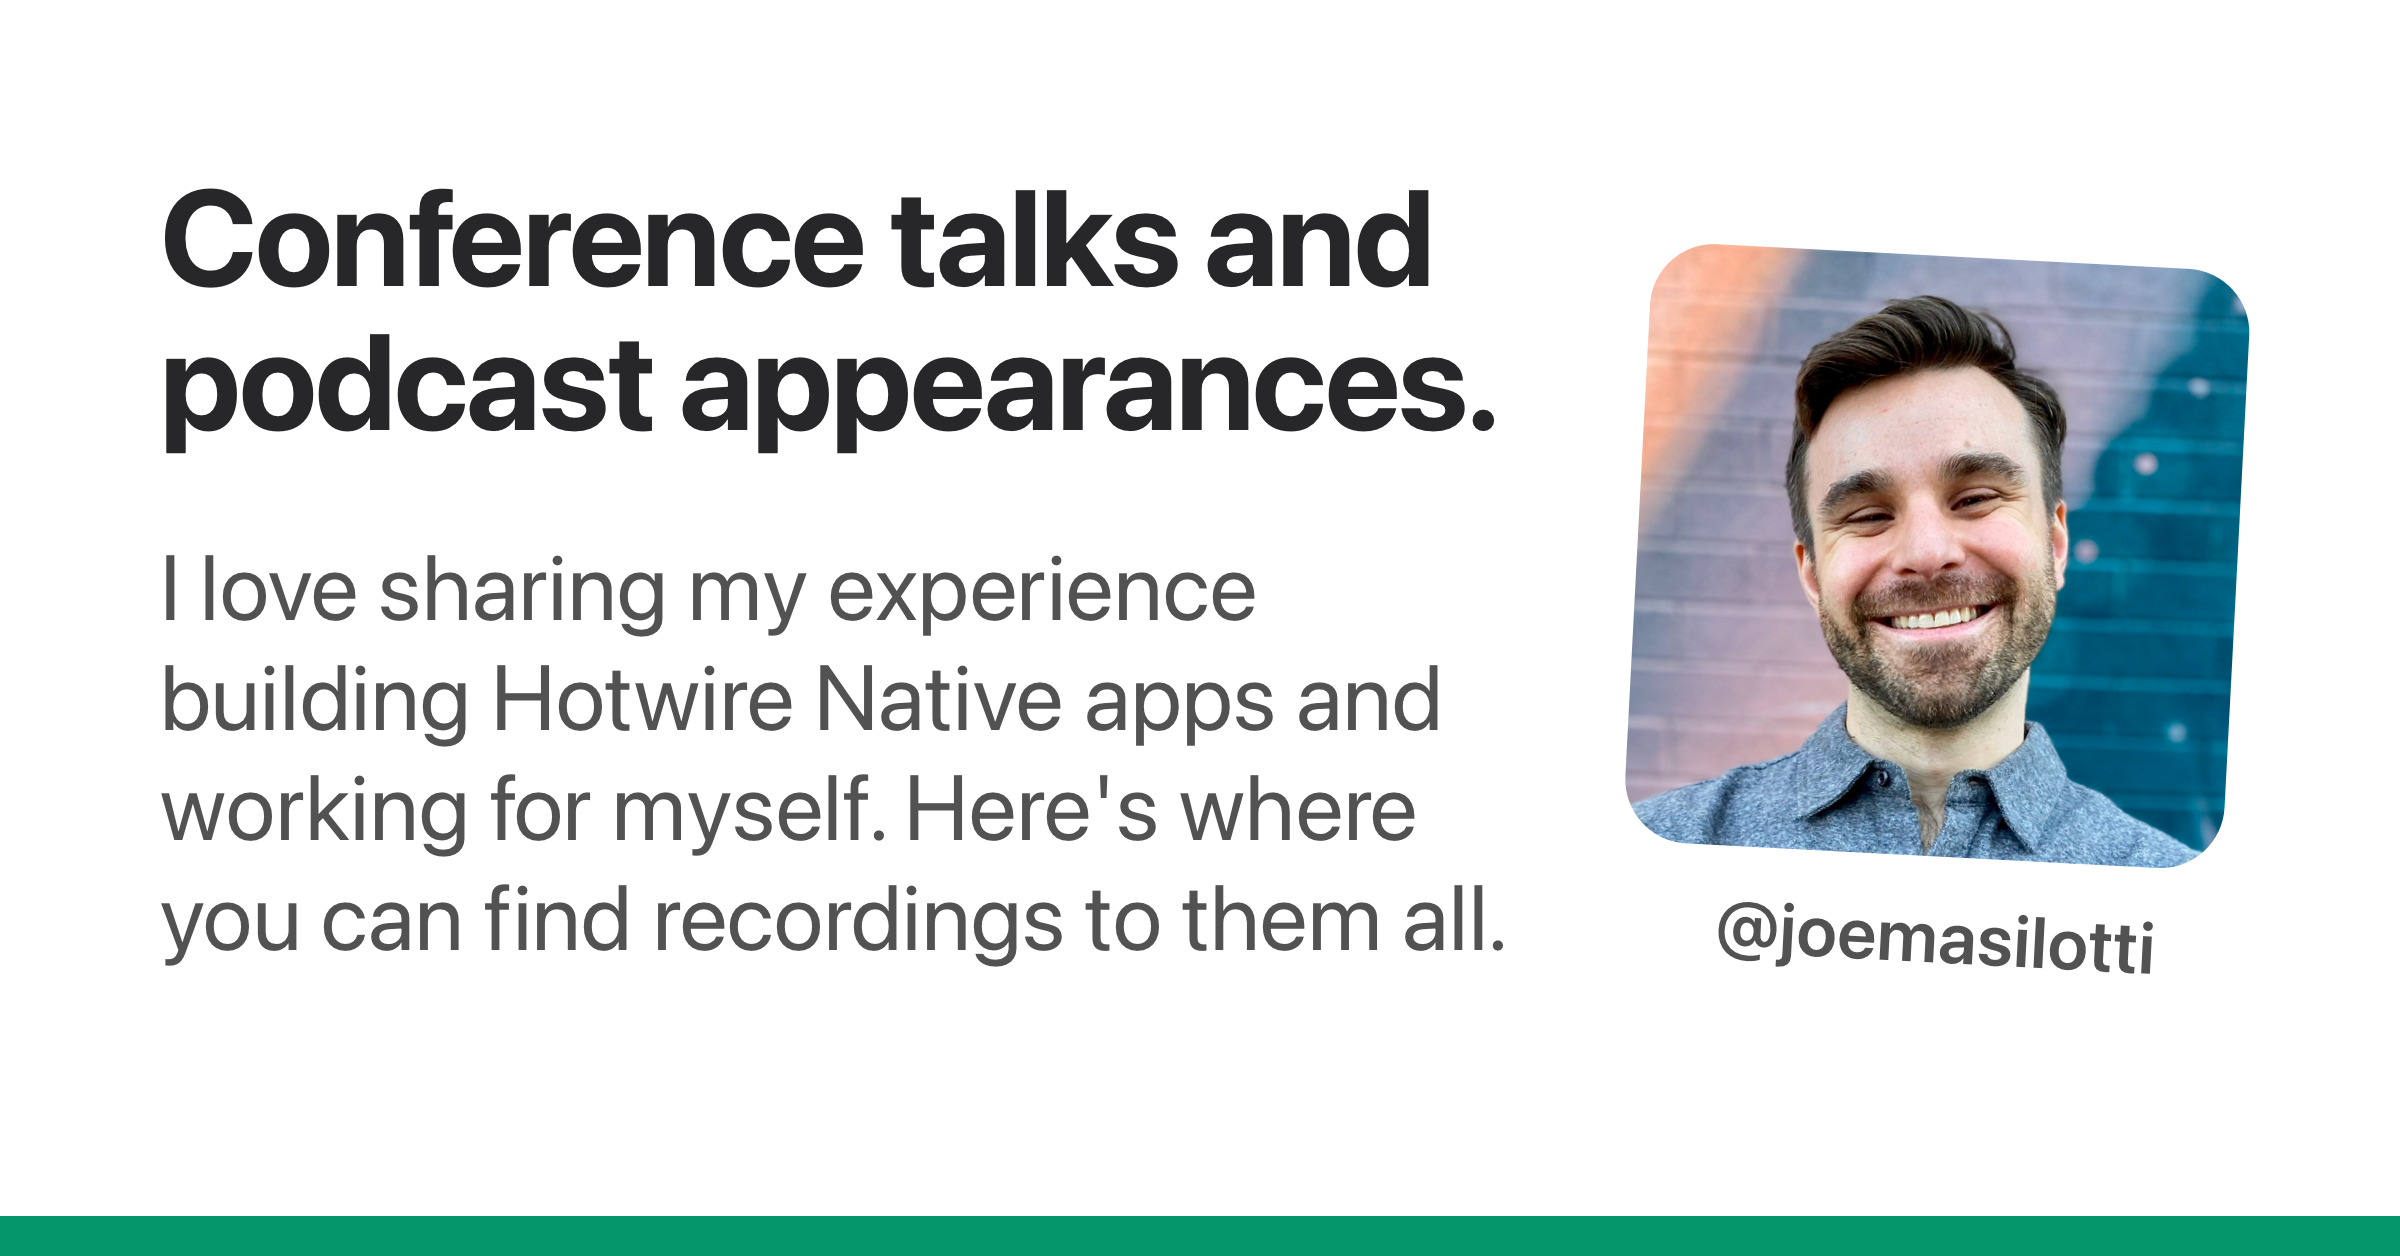 Conference talks and
podcast appearances.
I love sharing my experience
building Hotwire Native apps and
working for myself. Here's where
you can find recordings to them all.
@joemasilotti